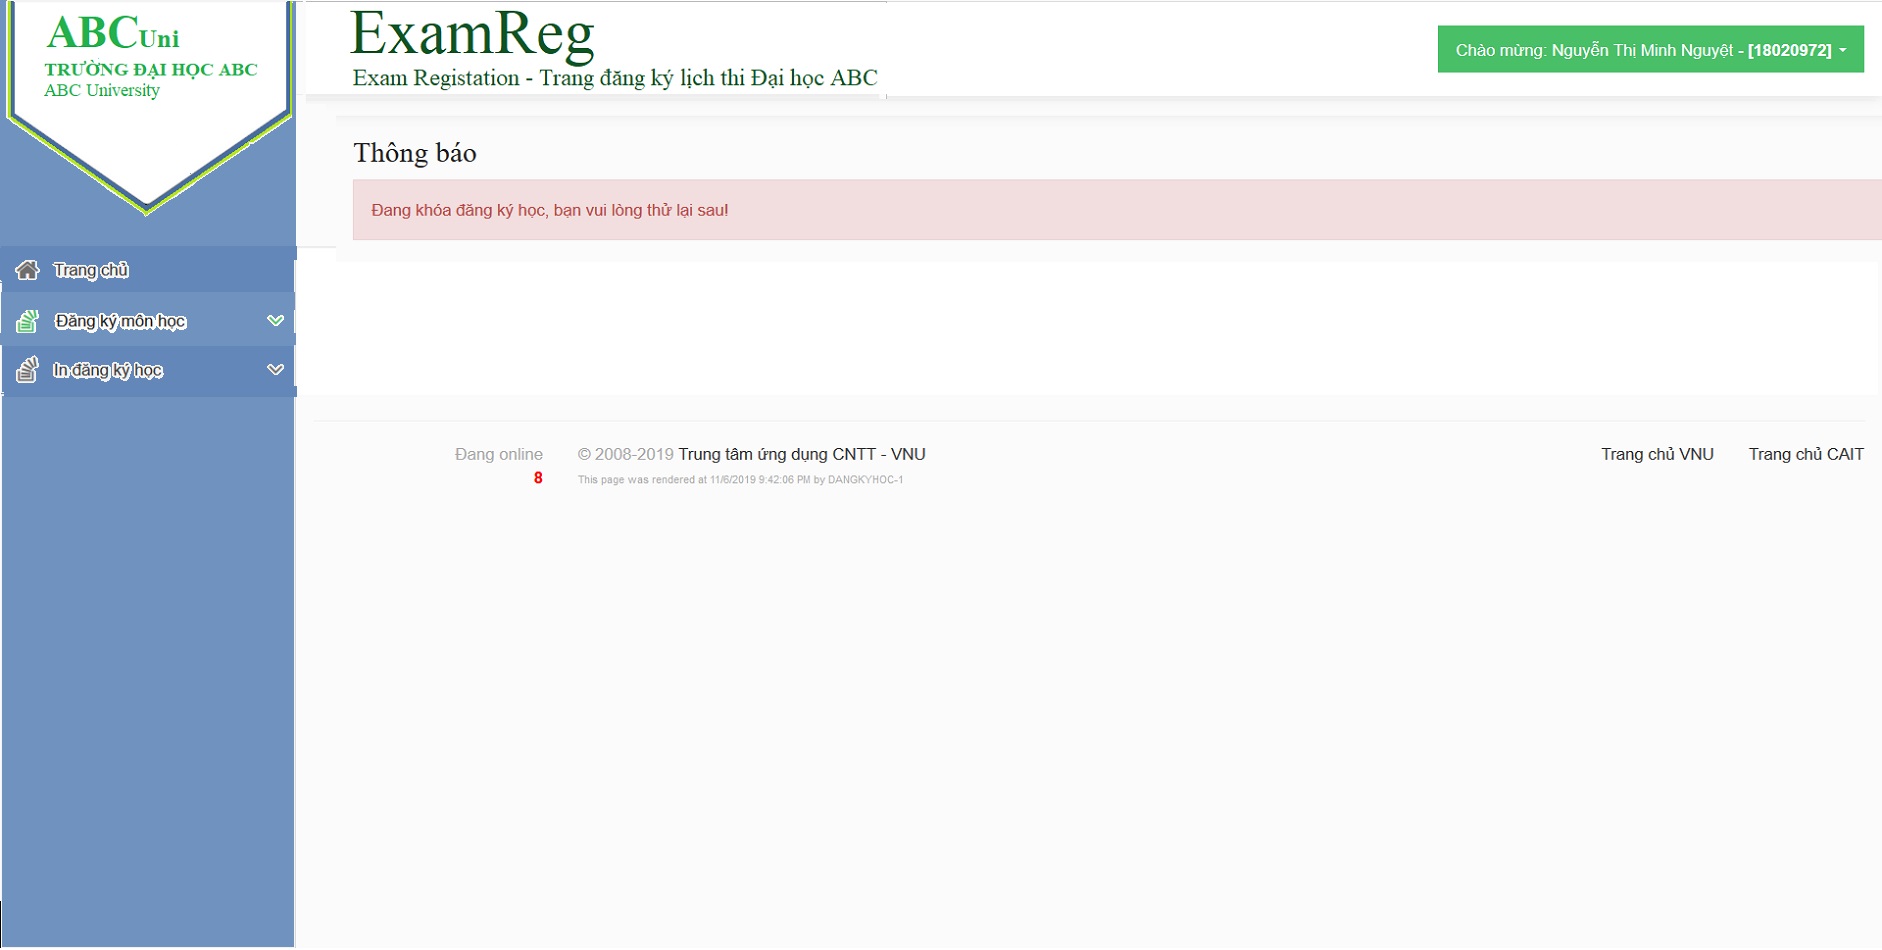 ABCUni
TRƯỜNG ĐẠI HỌC ABC
ABC University
ExamReg
Exam Registation - Trang đăng ký lịch thi Đại học ABC
Chào mừng: Nguyễn Thị Minh Nguyệt - [18020972]
Thông báo
Đang khóa đăng ký học, bạn vui lòng thử lại sau!
Trang chủ
Đăng ký môn học
In đăng ký học
Đang online
8
© 2008-2019 Trung tâm ứng dụng CNTT - VNU
This page was rendered at 11/6/2019 9:42:06 PM by DANGKYHOC-1
Trang chủ VNU
Trang chủ CAIT